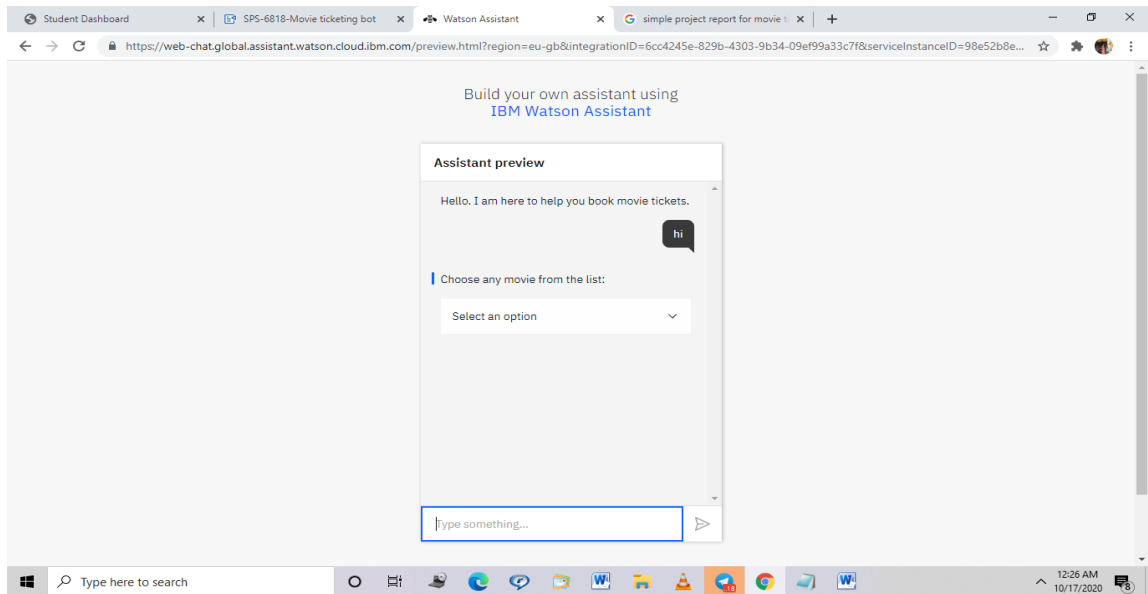 Student Dashboard
SPS-6818-Movie ticketing bot
Watson Assistant
simple project report for movie t
https://web-chat.global.assistant.watson.cloud.ibm.com/preview.html?region=eu-gb&integrationID=6cc4245e-829b-4303-9b34-09ef99a33c7f&serviceInstanceID=98e52b8e...
Build your own assistant using
IBM Watson Assistant
Assistant preview
Hello. I am here to help you book movie tickets.
hi
Choose any movie from the list:
Select an option
Type something...
Type here to search
12:26 AM
10/17/2020